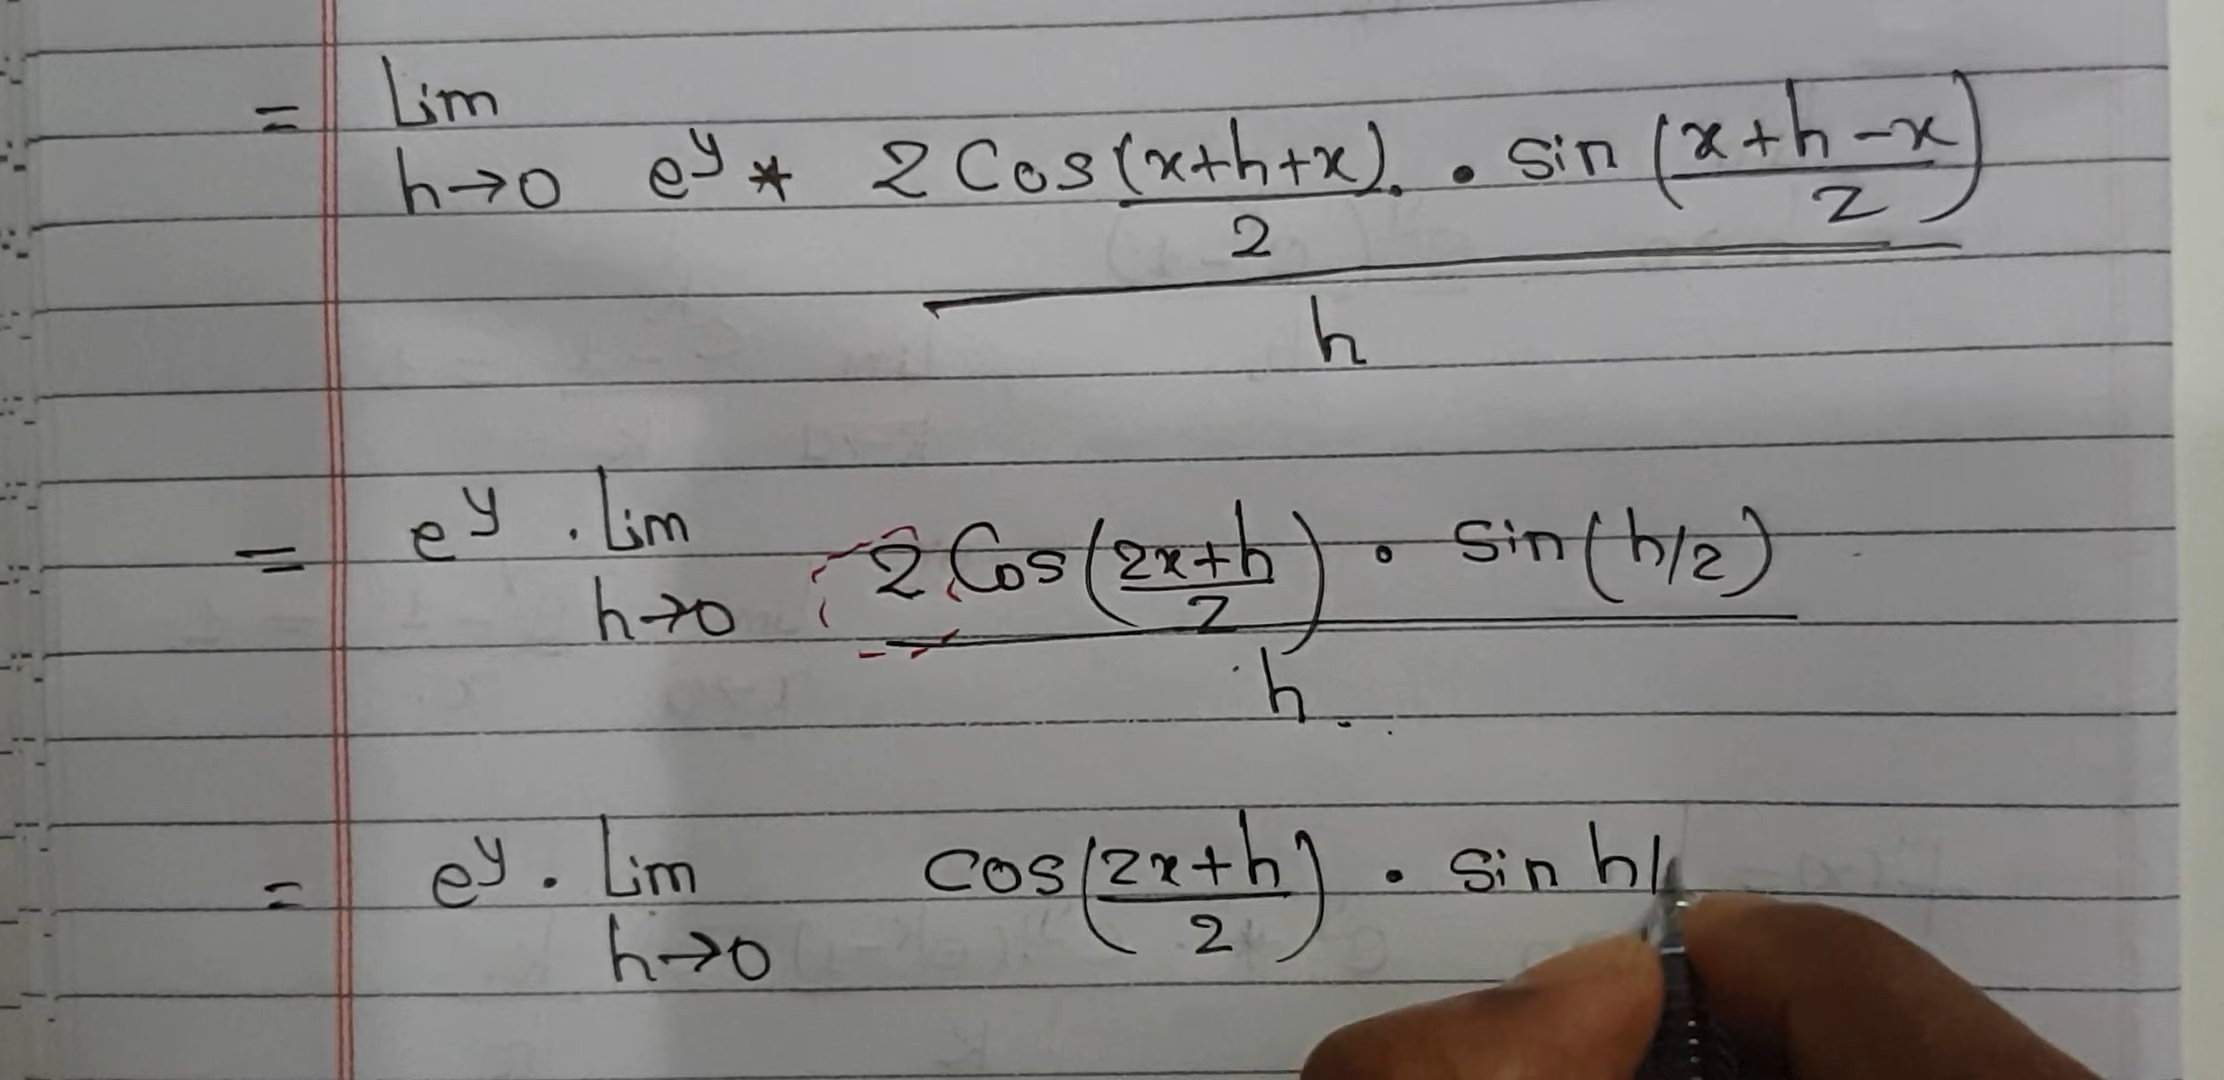 = Lim
h→0 e^y * 2 Cos (x+h+x)/2 . sin ((x+h-x)/2)
h
= e^y . Lim 2 Cos ((2x+h)/2) . sin (h/2)
h→0
h
= e^y . Lim cos ((2x+h)/2) . sin h/
h→0